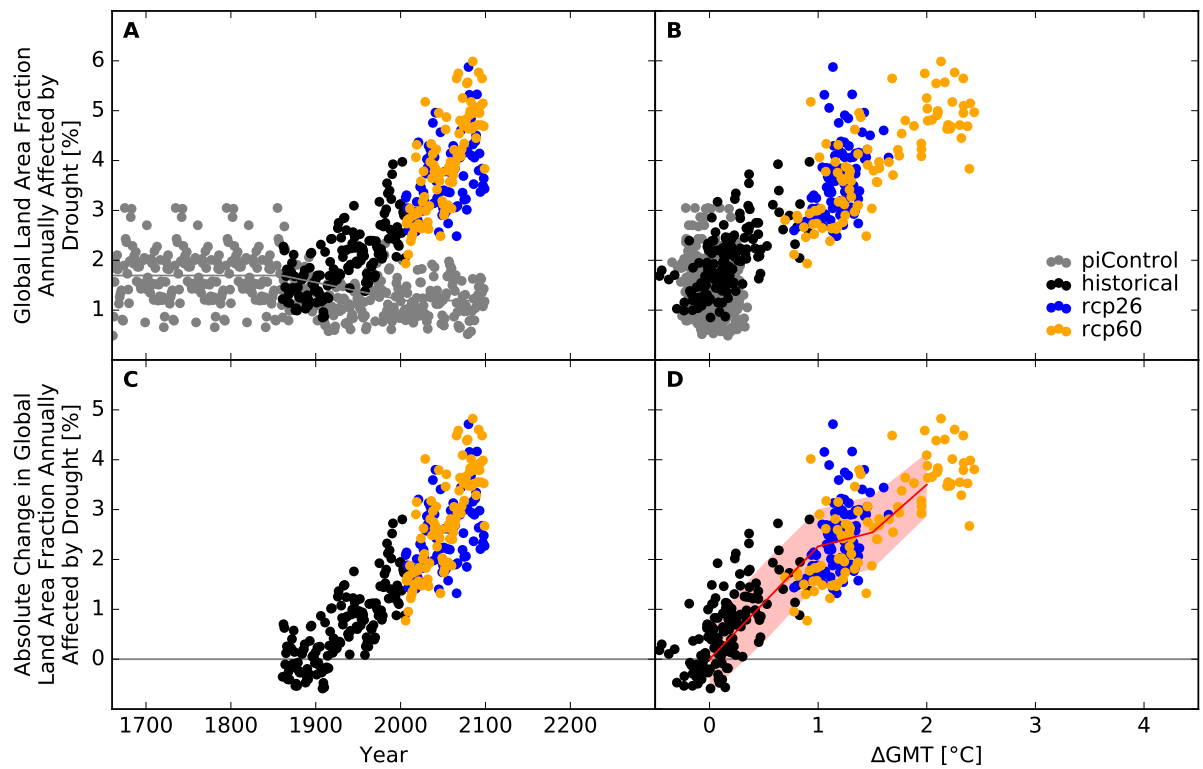 A
B
Global Land Area Fraction
Annually Affected by
Drought [%]
6
5
4
3
2
1
piControl
historical
rcp26
rcp60
C
D
Absolute Change in Global
Land Area Fraction Annually
Affected by Drought [%]
5
4
3
2
1
0
1700 1800 1900 2000 2100 2200
0 1 2 3 4
Year
ΔGMT [°C]